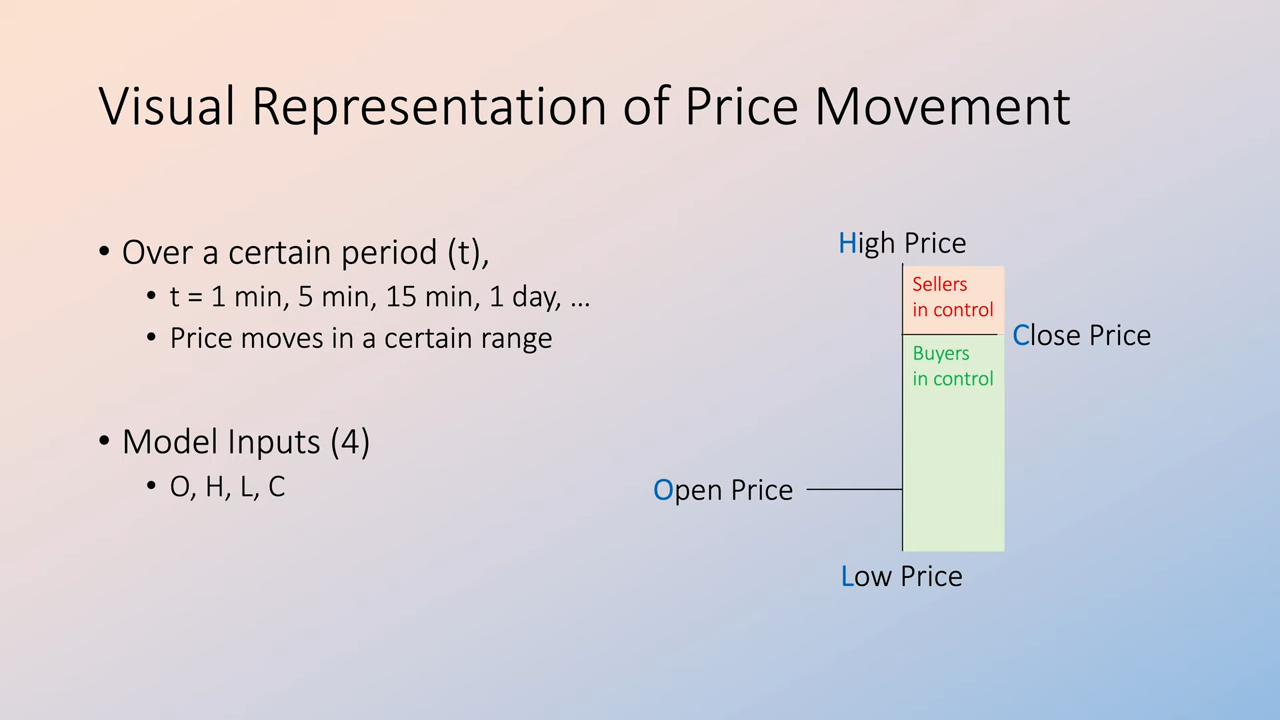 Visual Representation of Price Movement
• Over a certain period (t),
• t = 1 min, 5 min, 15 min, 1 day, ...
• Price moves in a certain range
• Model Inputs (4)
• O, H, L, C
High Price
Sellers
in control
Close Price
Buyers
in control
Open Price
Low Price